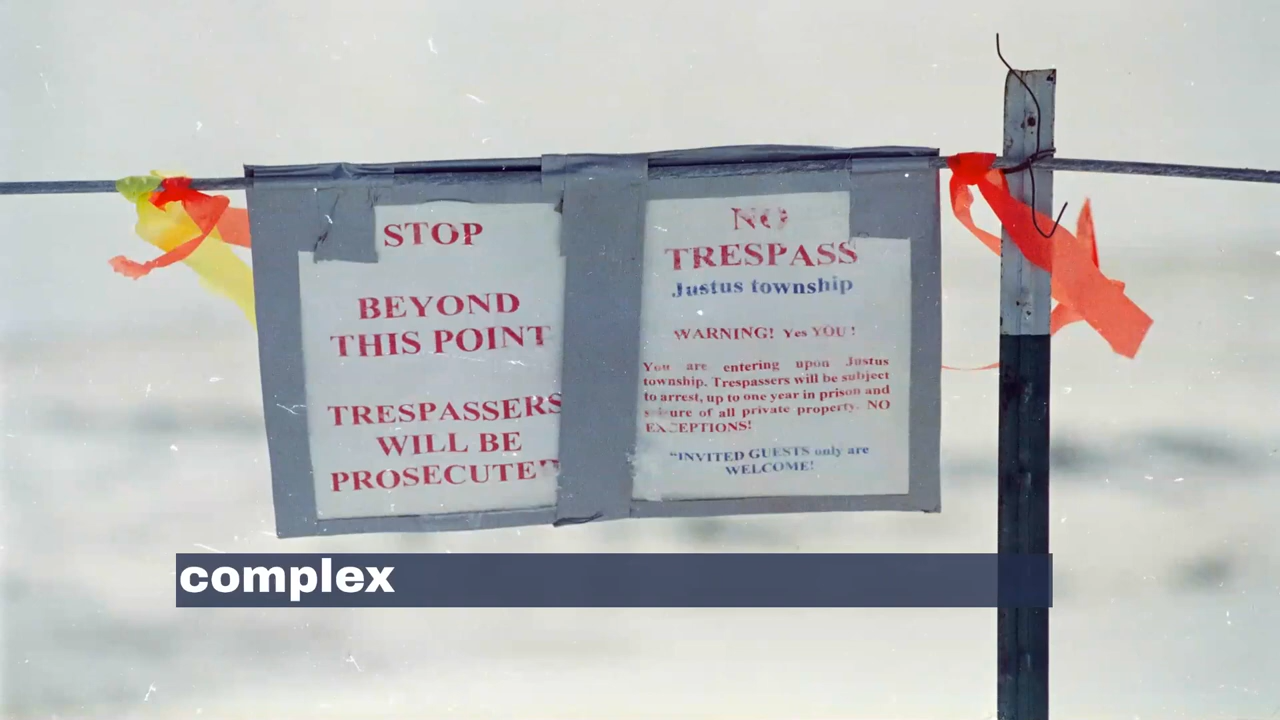 STOP
BEYOND
THIS POINT
TRESPASSERS
WILL BE
NO
TRESPASS
Justus township
WARNING! Yes YOU!
You are entering upon Justus
township. Trespassers will be subject
to arrest, up to one year in prison and
of all private property. NO
EXCEPTIONS!
"INVITED GUESTS only are
WELCOME!
complex